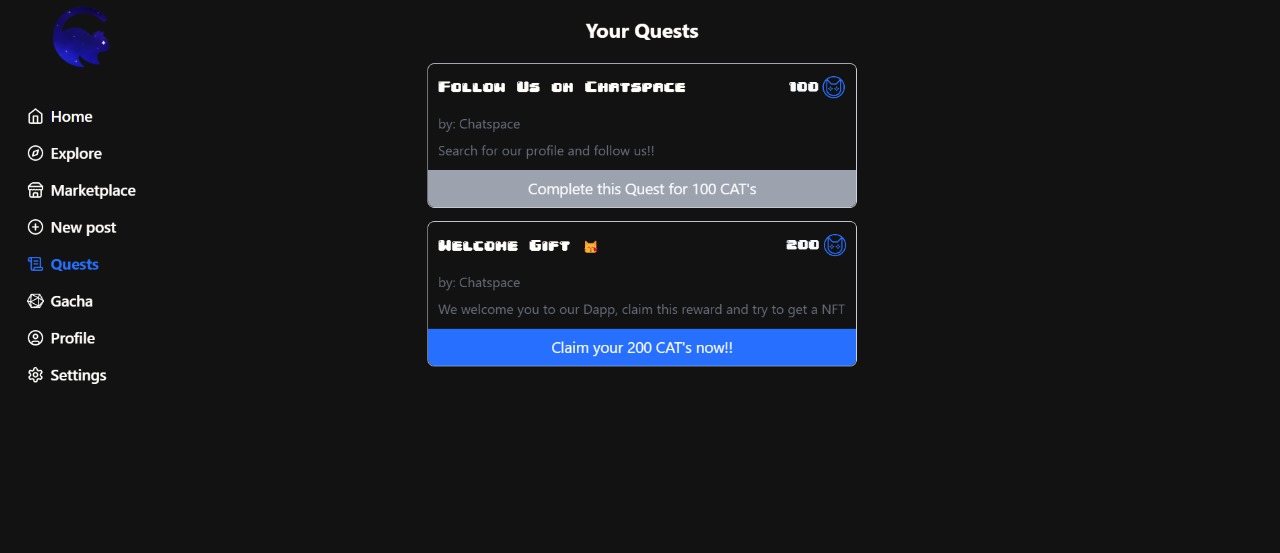 Your Quests
Home
Explore
Marketplace
New post
Quests
Gacha
Profile
Settings
Follow Us on Chatspace 100
by: Chatspace
Search for our profile and follow us!!
Complete this Quest for 100 CAT's
Welcome Gift 200
by: Chatspace
We welcome you to our Dapp, claim this reward and try to get a NFT
Claim your 200 CAT's now!!